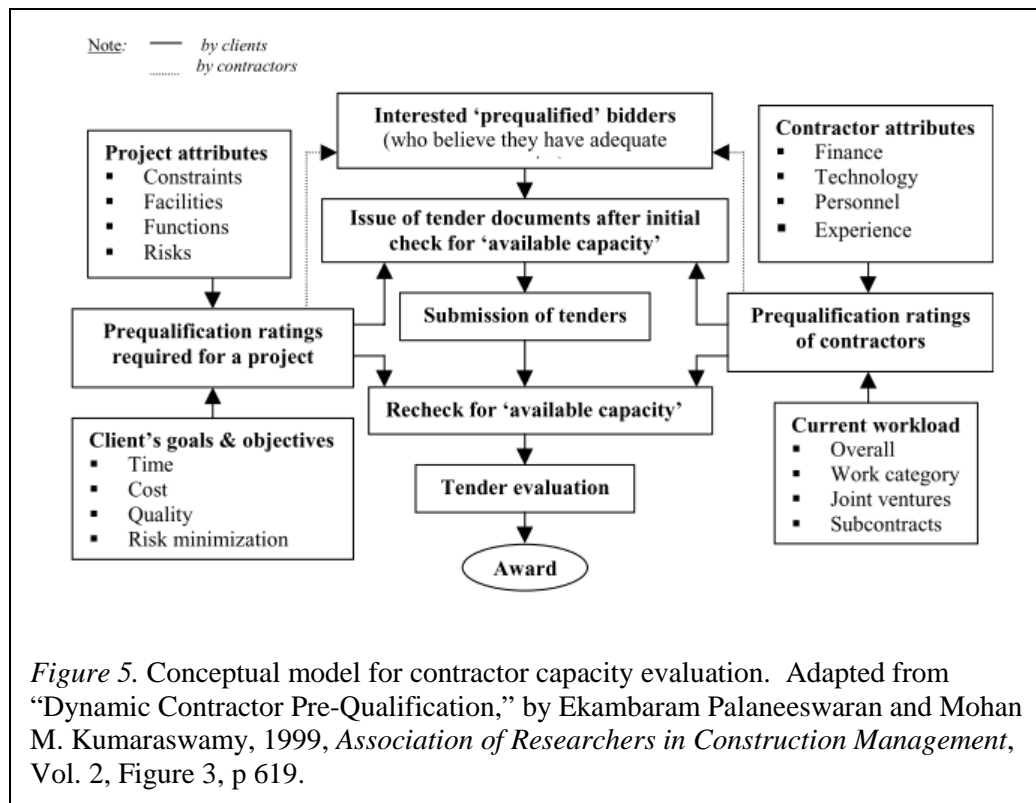 Note: by clients
by contractors
Interested ‘prequalified’ bidders
(who believe they have adequate
Project attributes
▪ Constraints
▪ Facilities
▪ Functions
▪ Risks
Contractor attributes
▪ Finance
▪ Technology
▪ Personnel
▪ Experience
Issue of tender documents after initial
check for ‘available capacity’
Submission of tenders
Prequalification ratings
required for a project
Prequalification ratings
of contractors
Recheck for ‘available capacity’
Client’s goals & objectives
▪ Time
▪ Cost
▪ Quality
▪ Risk minimization
Current workload
▪ Overall
▪ Work category
▪ Joint ventures
▪ Subcontracts
Tender evaluation
Award
Figure 5. Conceptual model for contractor capacity evaluation. Adapted from
“Dynamic Contractor Pre-Qualification,” by Ekambaram Palaneeswaran and Mohan
M. Kumaraswamy, 1999, Association of Researchers in Construction Management,
Vol. 2, Figure 3, p 619.